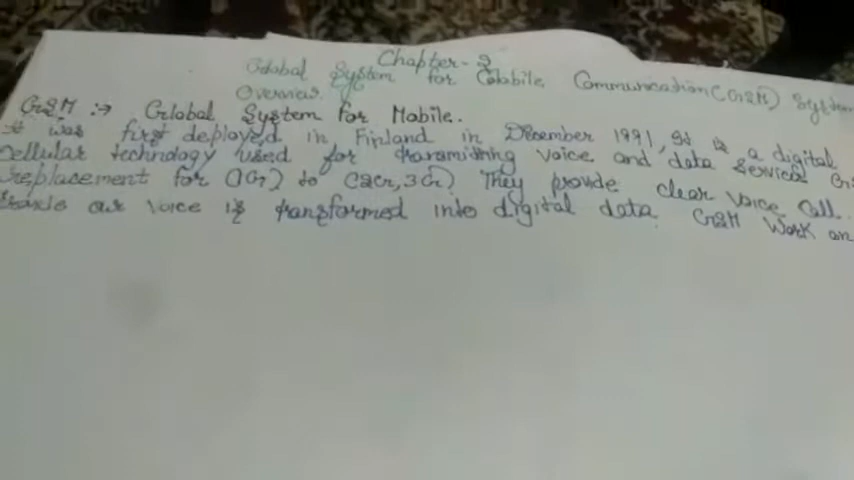 Chapter-2
Global System for Mobile Communication (GSM) System
Overview
GSM :→ Global System for Mobile.
It was first deployed in Finland in December 1991, It is a digital
cellular technology used for transmitting voice and data services
replacement for (1G) to (2G, 3G) They provide clear voice call.
our voice is transformed into digital data GSM work on